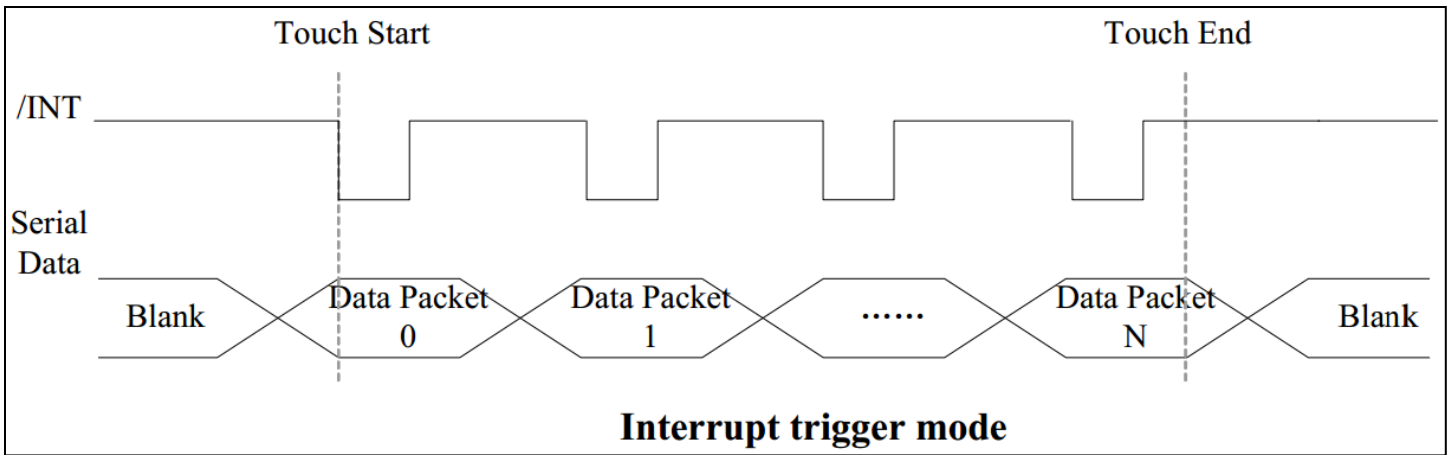 Touch Start
Touch End
/INT
Serial
Data
Blank
Data Packet
0
Data Packet
1
......
Data Packet
N
Blank
Interrupt trigger mode